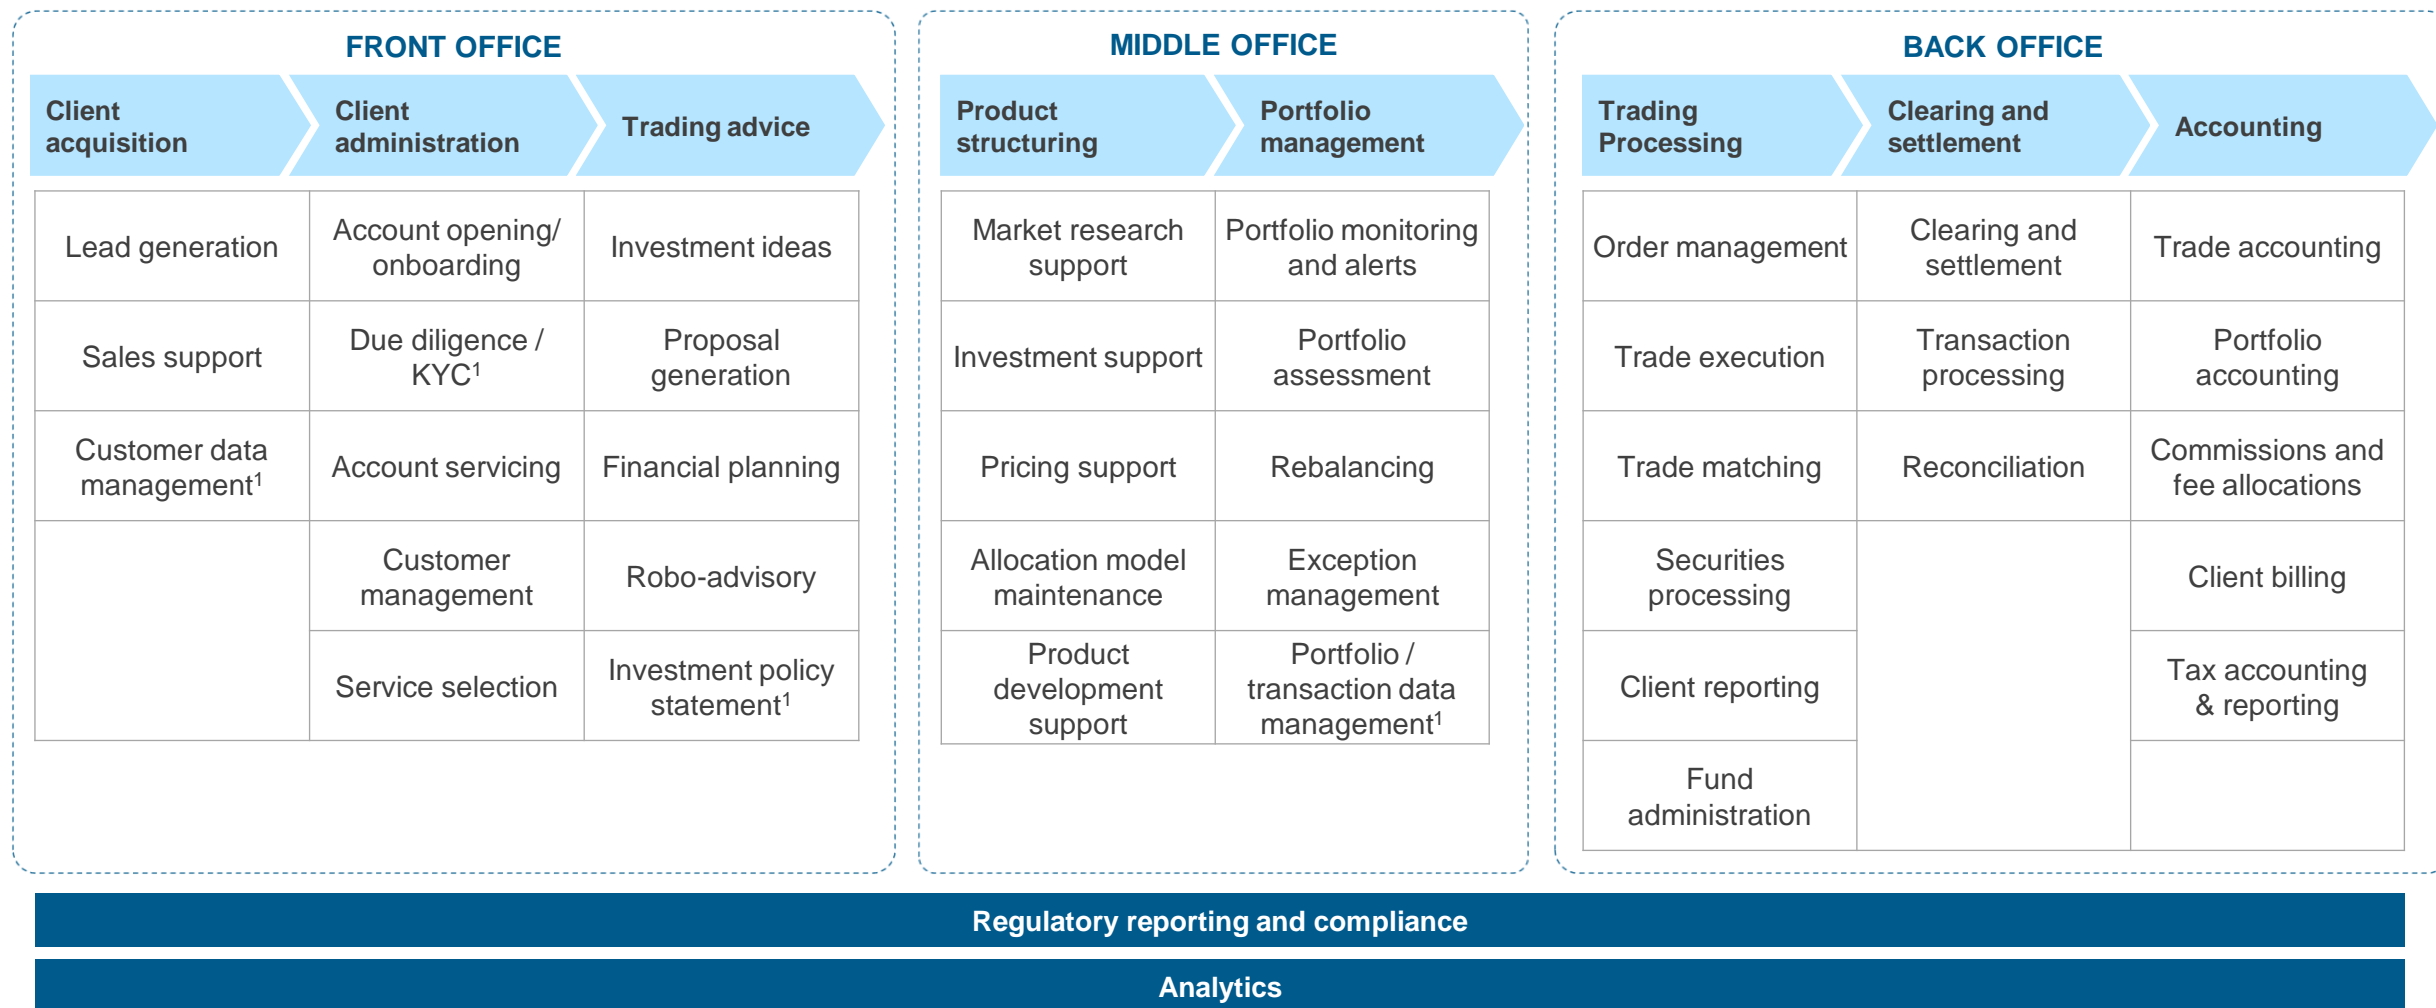 FRONT OFFICE
Client
acquisition
Client
administration
Trading advice
Lead generation
Account opening/
onboarding
Investment ideas
Sales support
Due diligence /
KYC¹
Proposal
generation
Customer data
management¹
Account servicing
Financial planning
Customer
management
Robo-advisory
Service selection
Investment policy
statement¹
MIDDLE OFFICE
Product
structuring
Portfolio
management
Market research
support
Portfolio monitoring
and alerts
Investment support
Portfolio
assessment
Pricing support
Rebalancing
Allocation model
maintenance
Exception
management
Product
development
support
Portfolio /
transaction data
management¹
BACK OFFICE
Trading
Processing
Clearing and
settlement
Accounting
Order management
Clearing and
settlement
Trade accounting
Trade execution
Transaction
processing
Portfolio
accounting
Trade matching
Reconciliation
Commissions and
fee allocations
Securities
processing
Client billing
Client reporting
Tax accounting
& reporting
Fund
administration
Regulatory reporting and compliance
Analytics